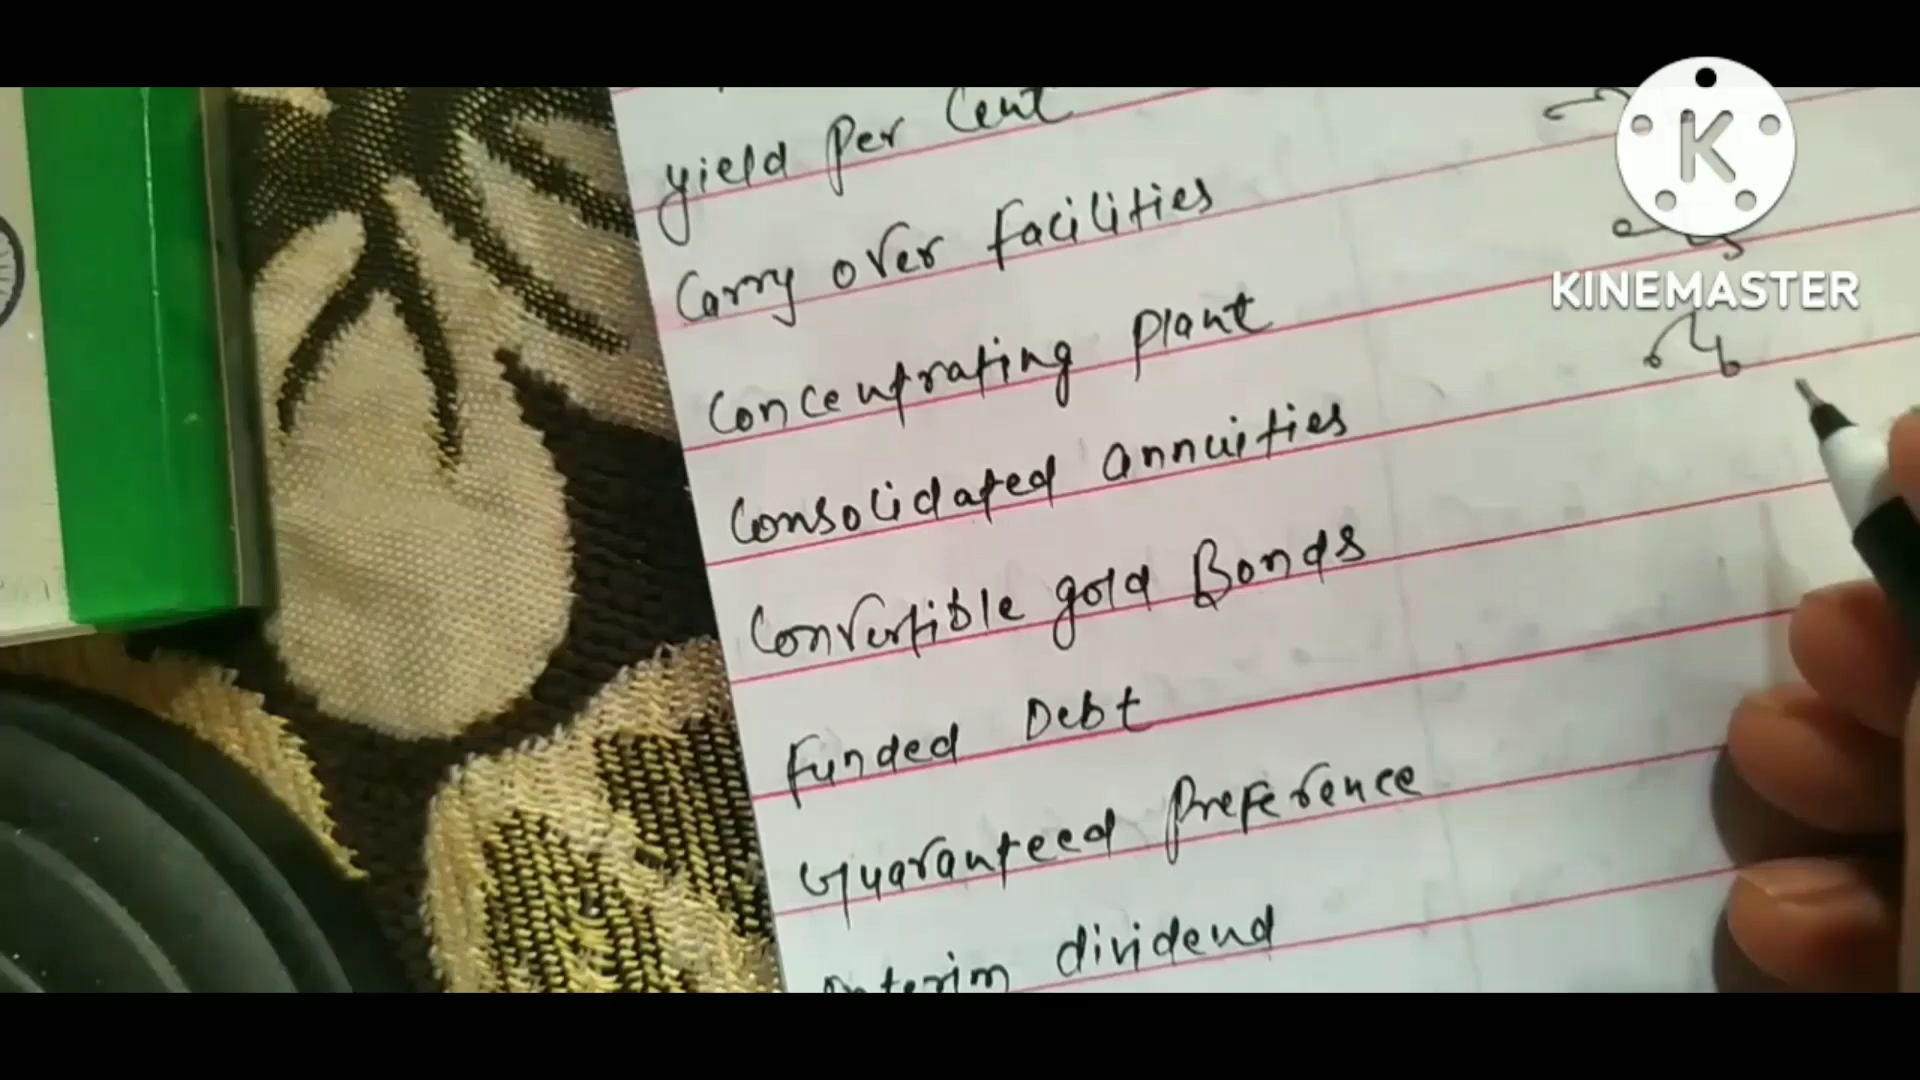 yield Per Cent
Carry over facilities
Concentrating plant
Consolidated annuities
Convertible gold Bonds
Funded Debt
Guaranteed Preference
Interim dividend
K
KINEMASTER